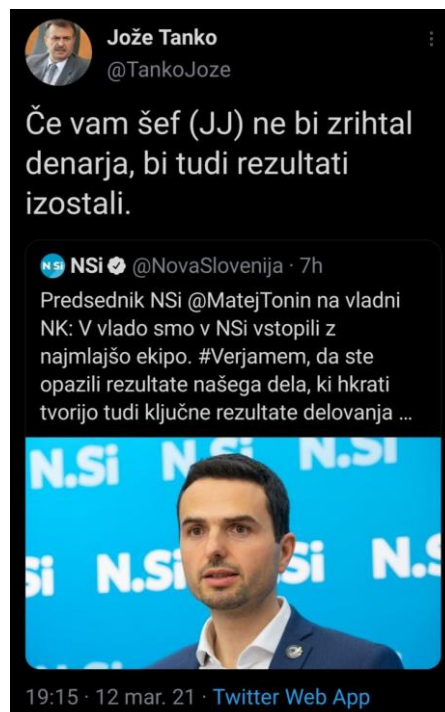 Jože Tanko
@TankoJoze
Če vam šef (JJ) ne bi zrihtal
denarja, bi tudi rezultati
izostali.
N.Si NSi @NovaSlovenija · 7h
Predsednik NSi @MatejTonin na vladni
NK: V vlado smo v NSi vstopili z
najmlajšo ekipo. #Verjamem, da ste
opazili rezultate našega dela, ki hkrati
tvorijo tudi ključne rezultate delovanja ...
N.Si N.Si N.Si
Si N.Si Si N.S
19:15 · 12 mar. 21 · Twitter Web App